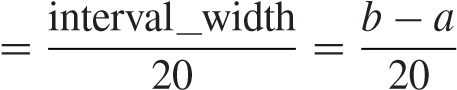 = interval_width / 20 = b − a / 20